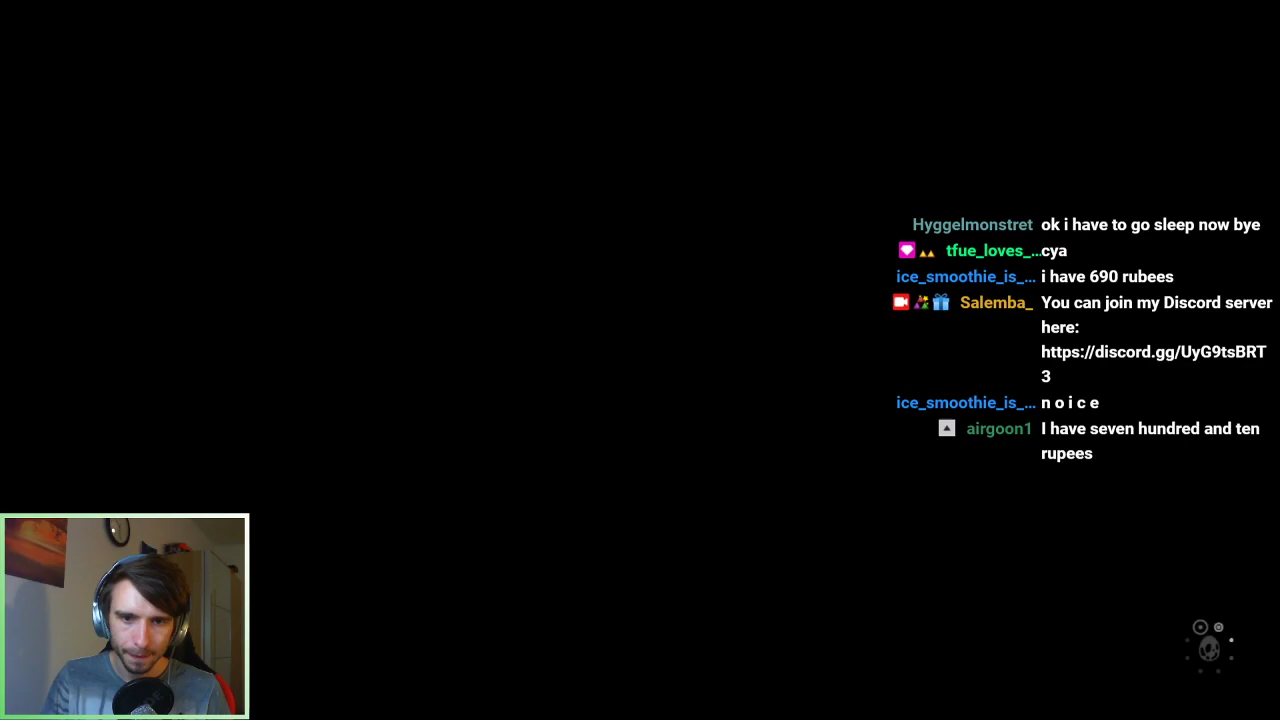 Hyggelmonstret ok i have to go sleep now bye
tfue_loves_... cya
ice_smoothie_is_... i have 690 rubees
Salemba_ You can join my Discord server
here:
https://discord.gg/UyG9tsBRT
3
ice_smoothie_is_... n o i c e
airgoon1 I have seven hundred and ten
rupees